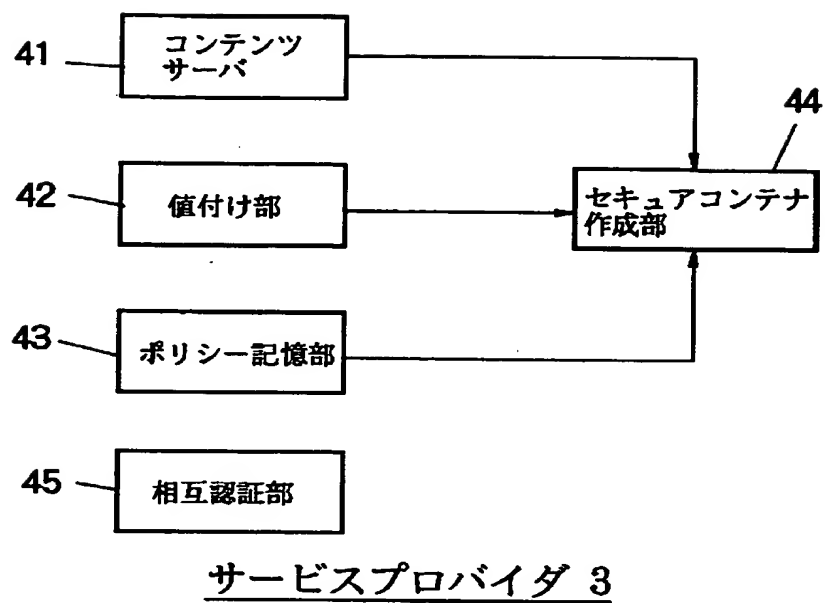 41
コンテンツ
サーバ
44
42
値付け部
セキュアコンテナ
作成部
43
ポリシー記憶部
45
相互認証部
サービスプロバイダ 3